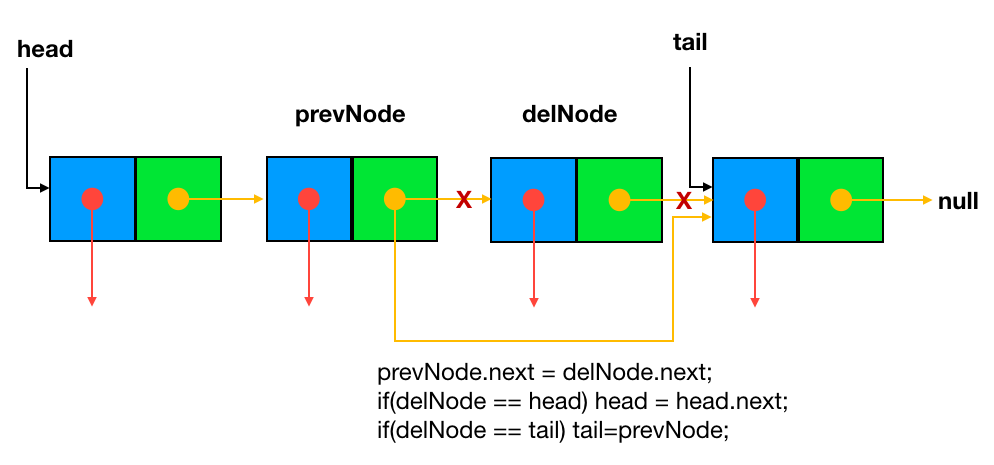 head
tail
prevNode
delNode
X
X
null
prevNode.next = delNode.next;
if(delNode == head) head = head.next;
if(delNode == tail) tail=prevNode;